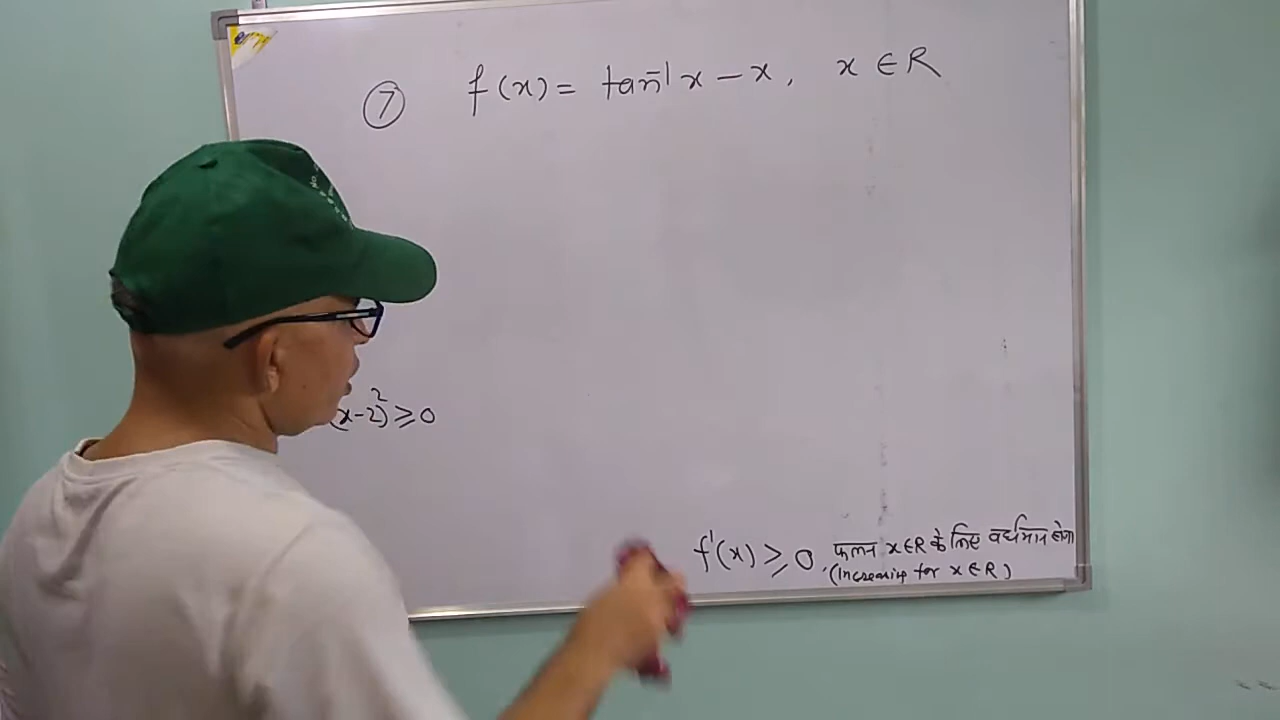 ⑦ f(x) = tan⁻¹x - x, x ∈ R
(x-2)² ≥ 0
f'(x) ≥ 0, फलन x∈R के लिए वर्धमान होगा
(Increasing for x ∈ R)